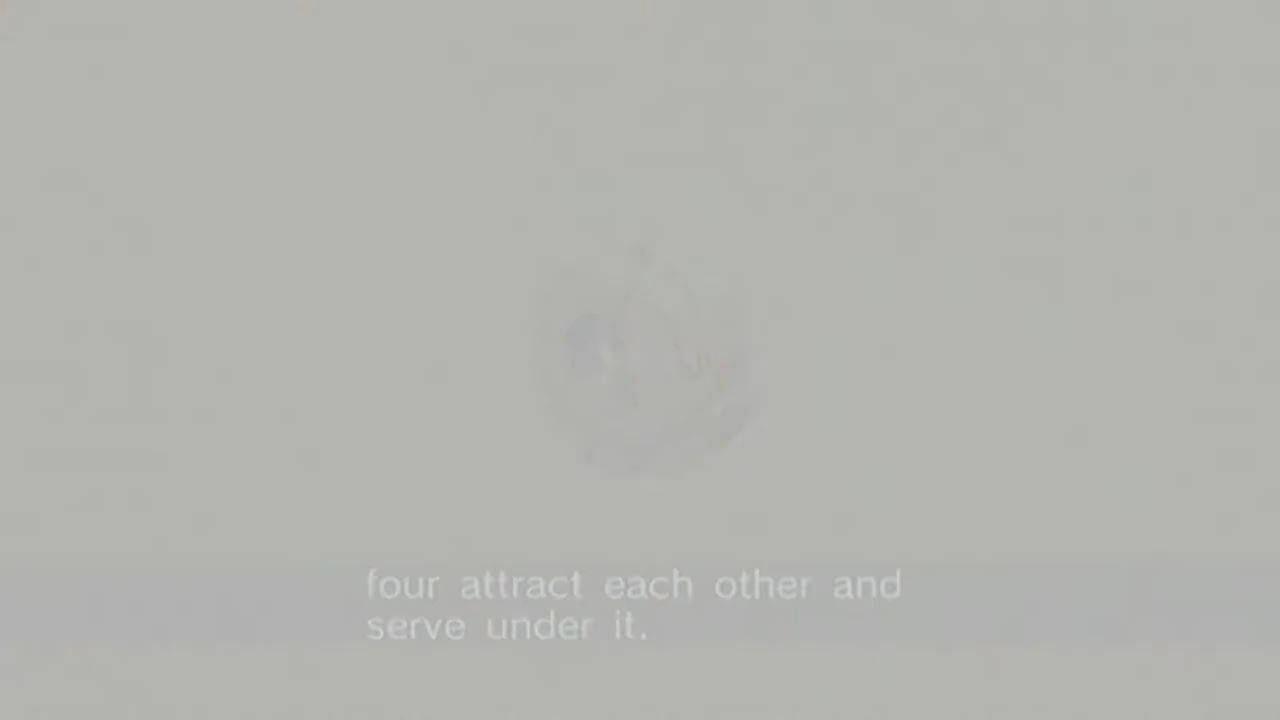 four attract each other and
serve under it.